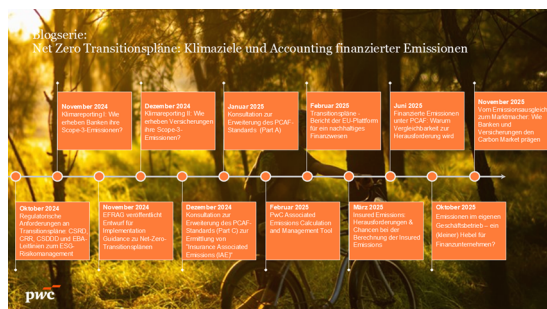 Blogserie:
Net Zero Transitionspläne: Klimaziele und Accounting finanzierter Emissionen
November 2024
Klimareporting I: Wie
erheben Banken ihre
Scope-3-Emissionen?
Dezember 2024
Klimareporting II: Wie
erheben Versicherungen
ihre Scope-3-
Emissionen?
Januar 2025
Konsultation zur
Erweiterung des PCAF-
Standards (Part A)
Februar 2025
Transitionspläne -
Bericht der EU-Plattform
für ein nachhaltiges
Finanzwesen
Juni 2025
Finanzierte Emissionen
unter PCAF: Warum
Vergleichbarkeit zur
Herausforderung wird
November 2025
Vom Emissionsausgleich
zum Marktmacher: Wie
Banken und
Versicherungen den
Carbon Market prägen
Oktober 2024
Regulatorische
Anforderungen an
Transitionspläne: CSRD,
CRR, CSDDD und EBA-
Leitlinien zum ESG-
Risikomanagement
November 2024
EFRAG veröffentlicht
Entwurf für
Implementation
Guidance zu Net-Zero-
Transitionsplänen
Dezember 2024
Konsultation zur
Erweiterung des PCAF-
Standards (Part C) zur
Ermittlung von
"Insurance Associated
Emissions (IAE)"
Februar 2025
PwC Associated
Emissions Calculation
and Management Tool
März 2025
Insured Emissions
Herausforderungen &
Chancen bei der
Berechnung der Insured
Emissions
Oktober 2025
Emissionen im eigenen
Geschäftsbetrieb – ein
(kleiner) Hebel für
Finanzunternehmen?
pwc